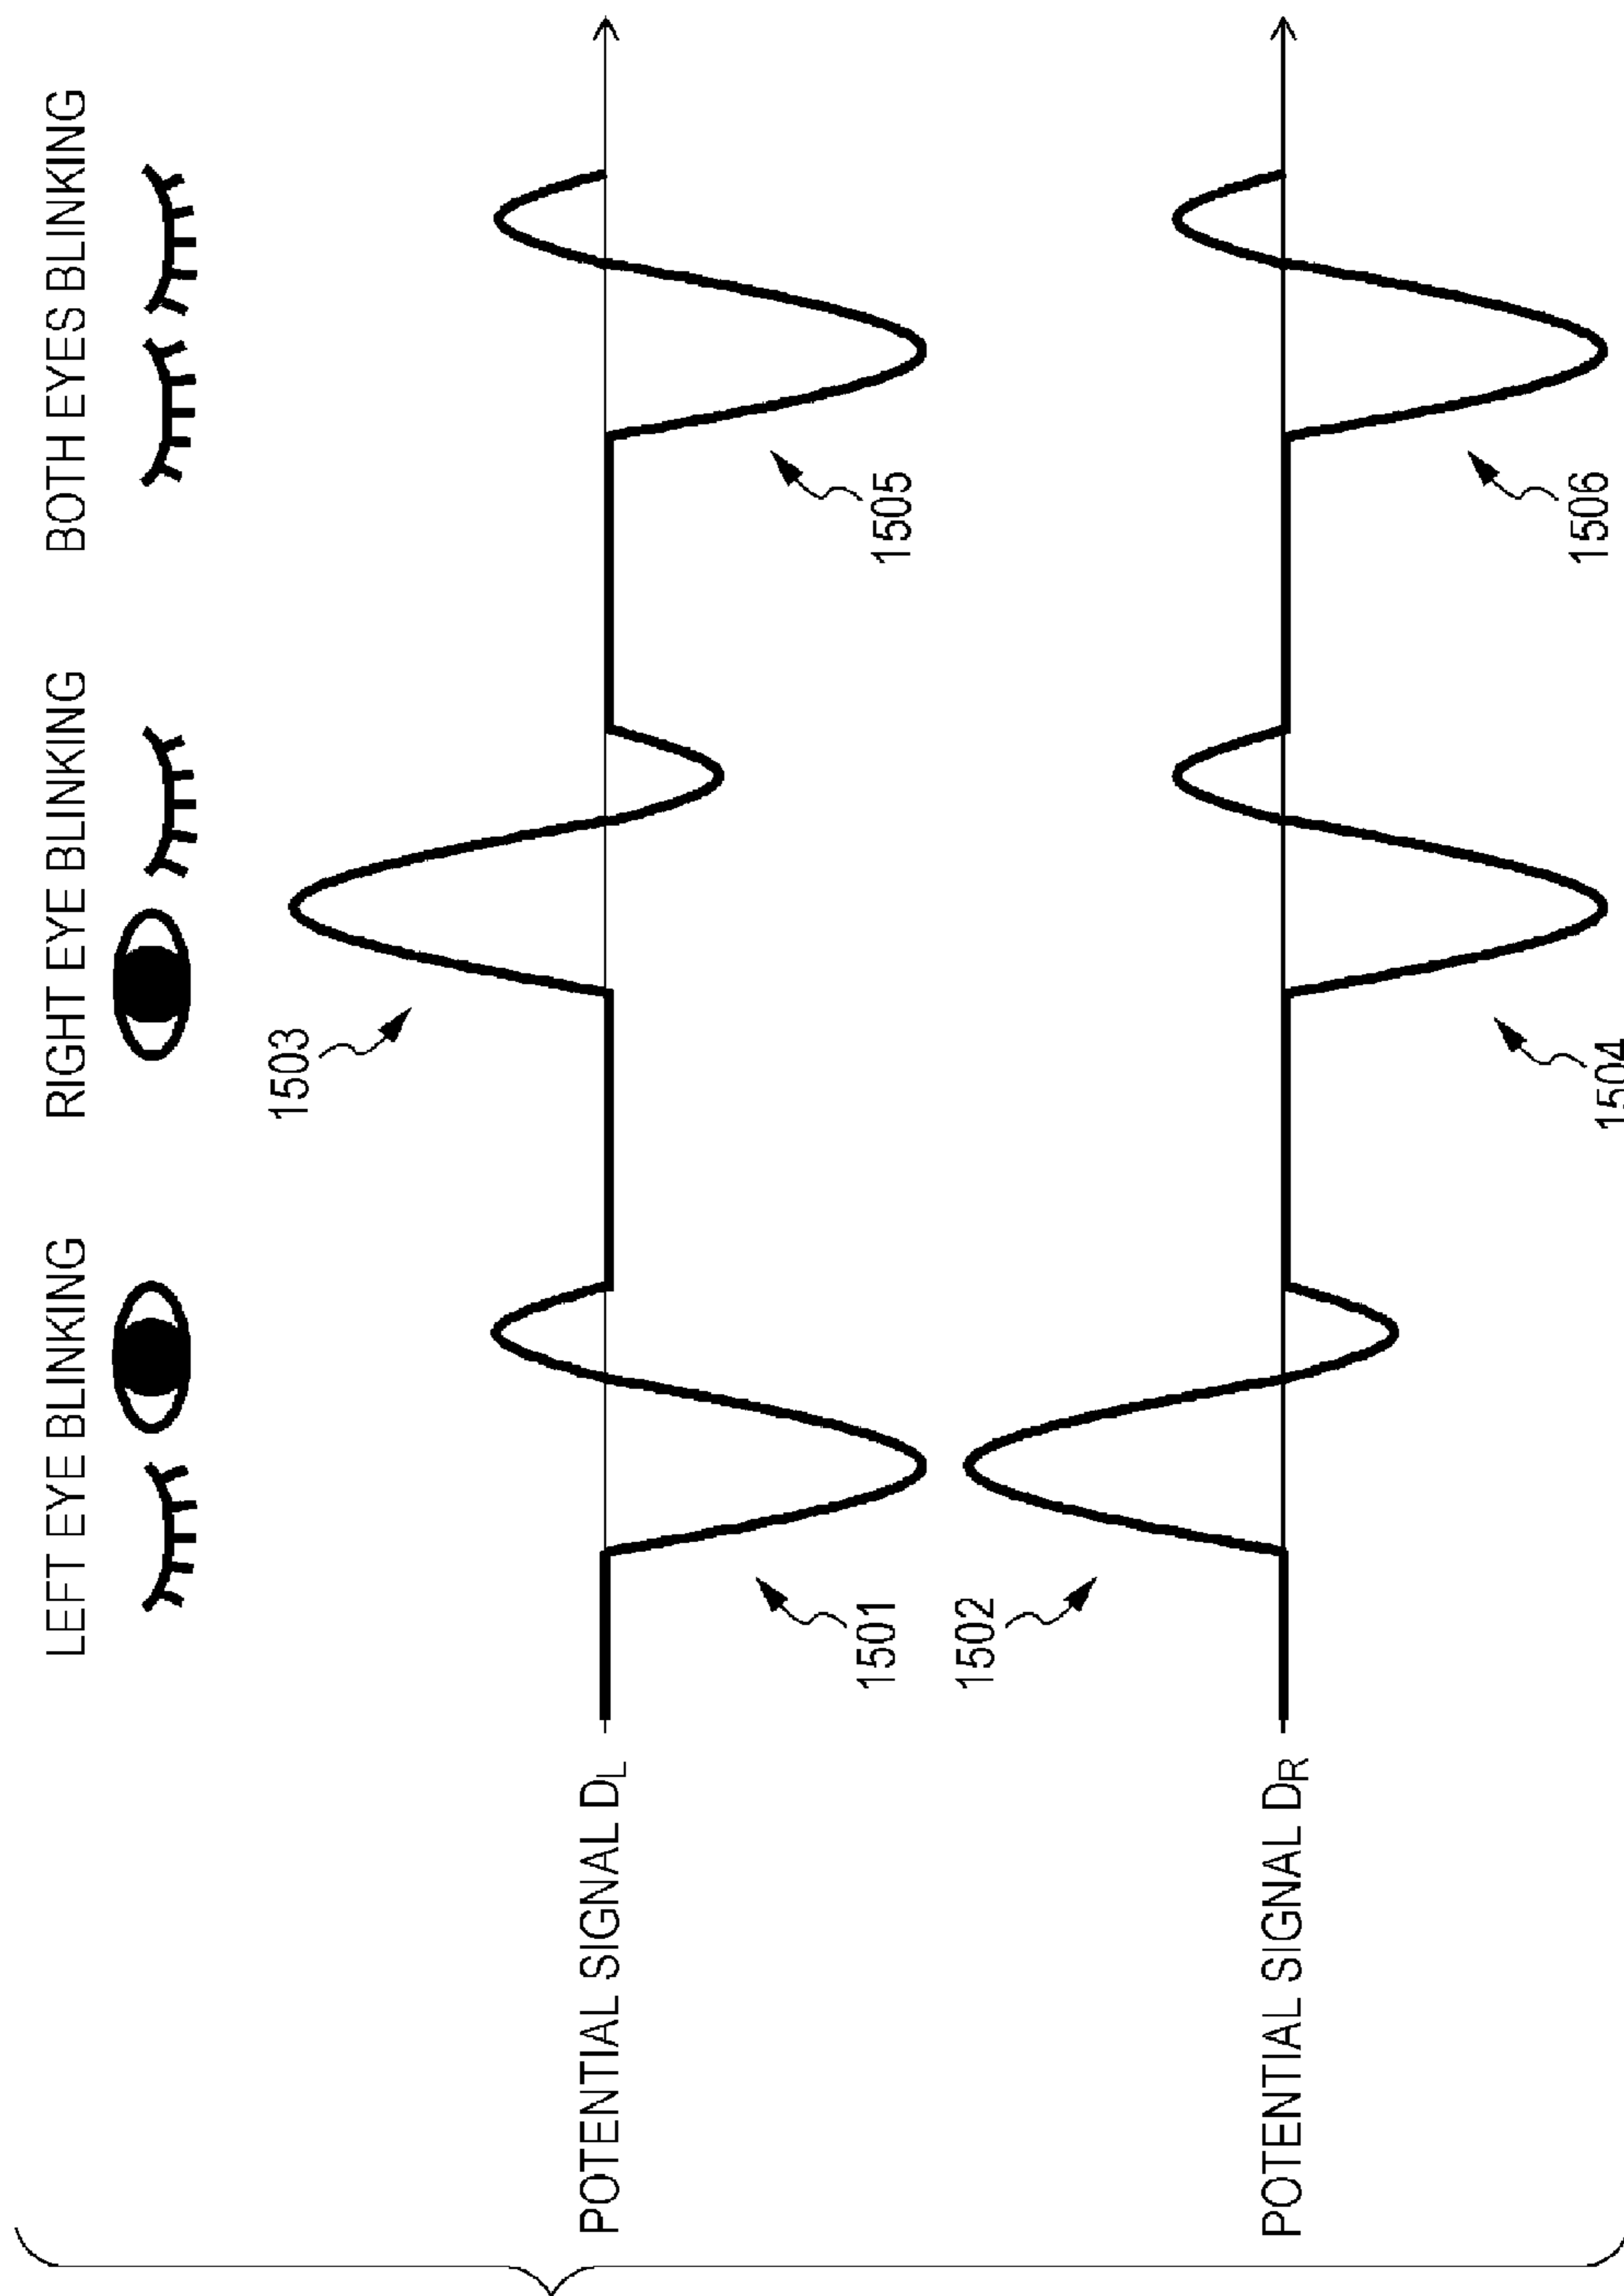 LEFT EYE BLINKING
RIGHT EYE BLINKING
BOTH EYES BLINKING
1503
POTENTIAL SIGNAL DL
1501
1505
1502
POTENTIAL SIGNAL DR
1504
1506